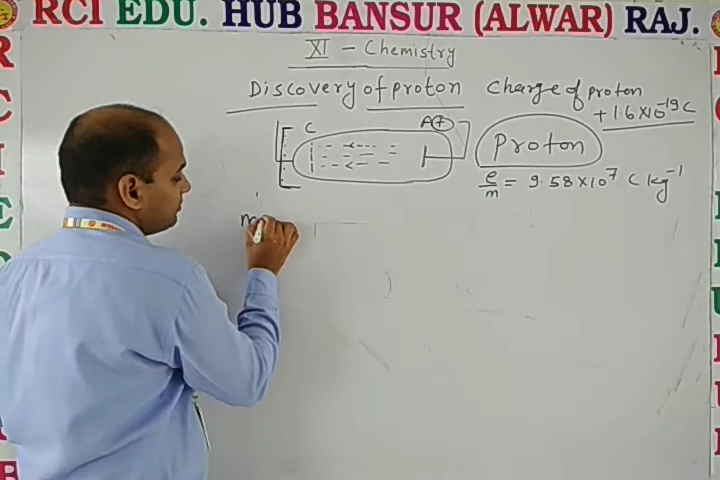 RCI EDU. HUB BANSUR (ALWAR) RAJ.
XI - Chemistry
Discovery of proton
Charge of proton
+1.6×10⁻¹⁹C
C
A+
Proton
e/m = 9.58×10⁷ C kg⁻¹
m